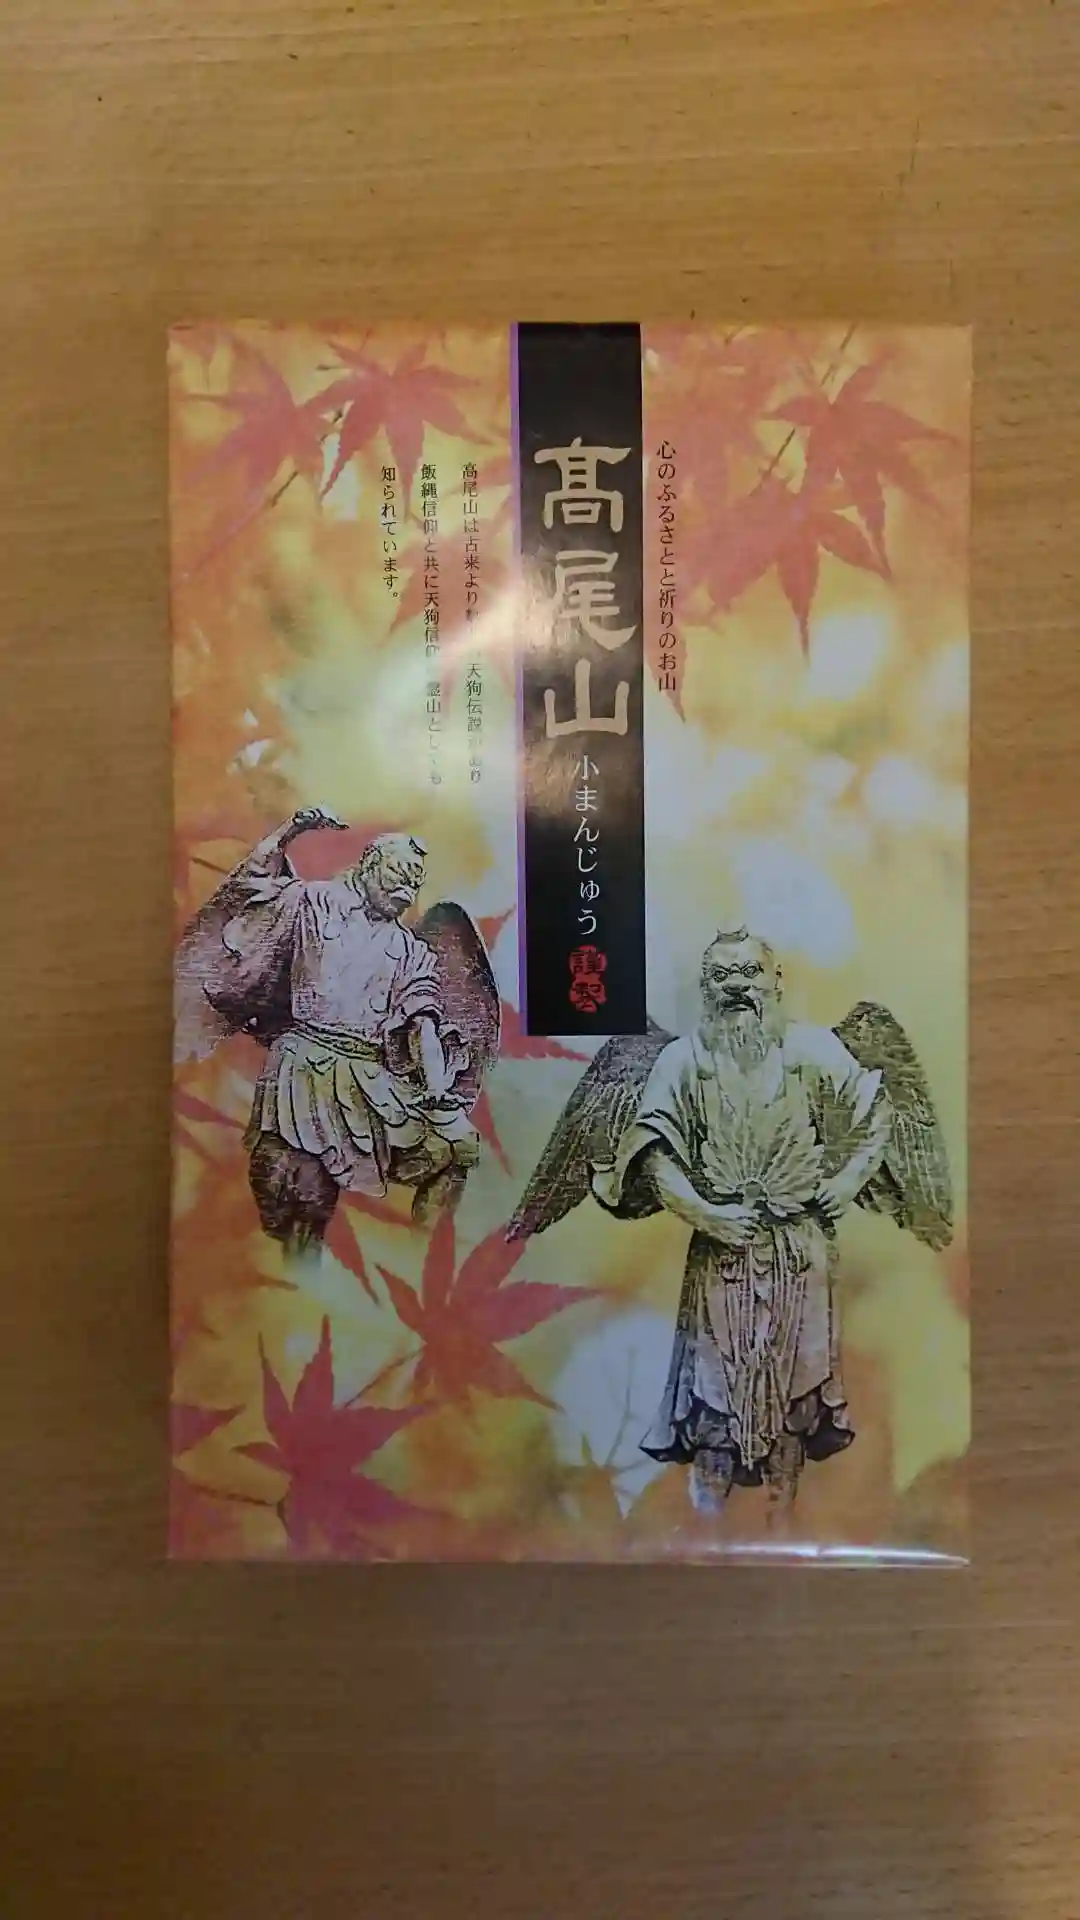 心のふるさとと祈りのお山
髙尾山
小まんじゅう
謹製
高尾山は古来より 天狗伝説があり
飯縄信仰と共に天狗信仰 霊山としても
知られています。